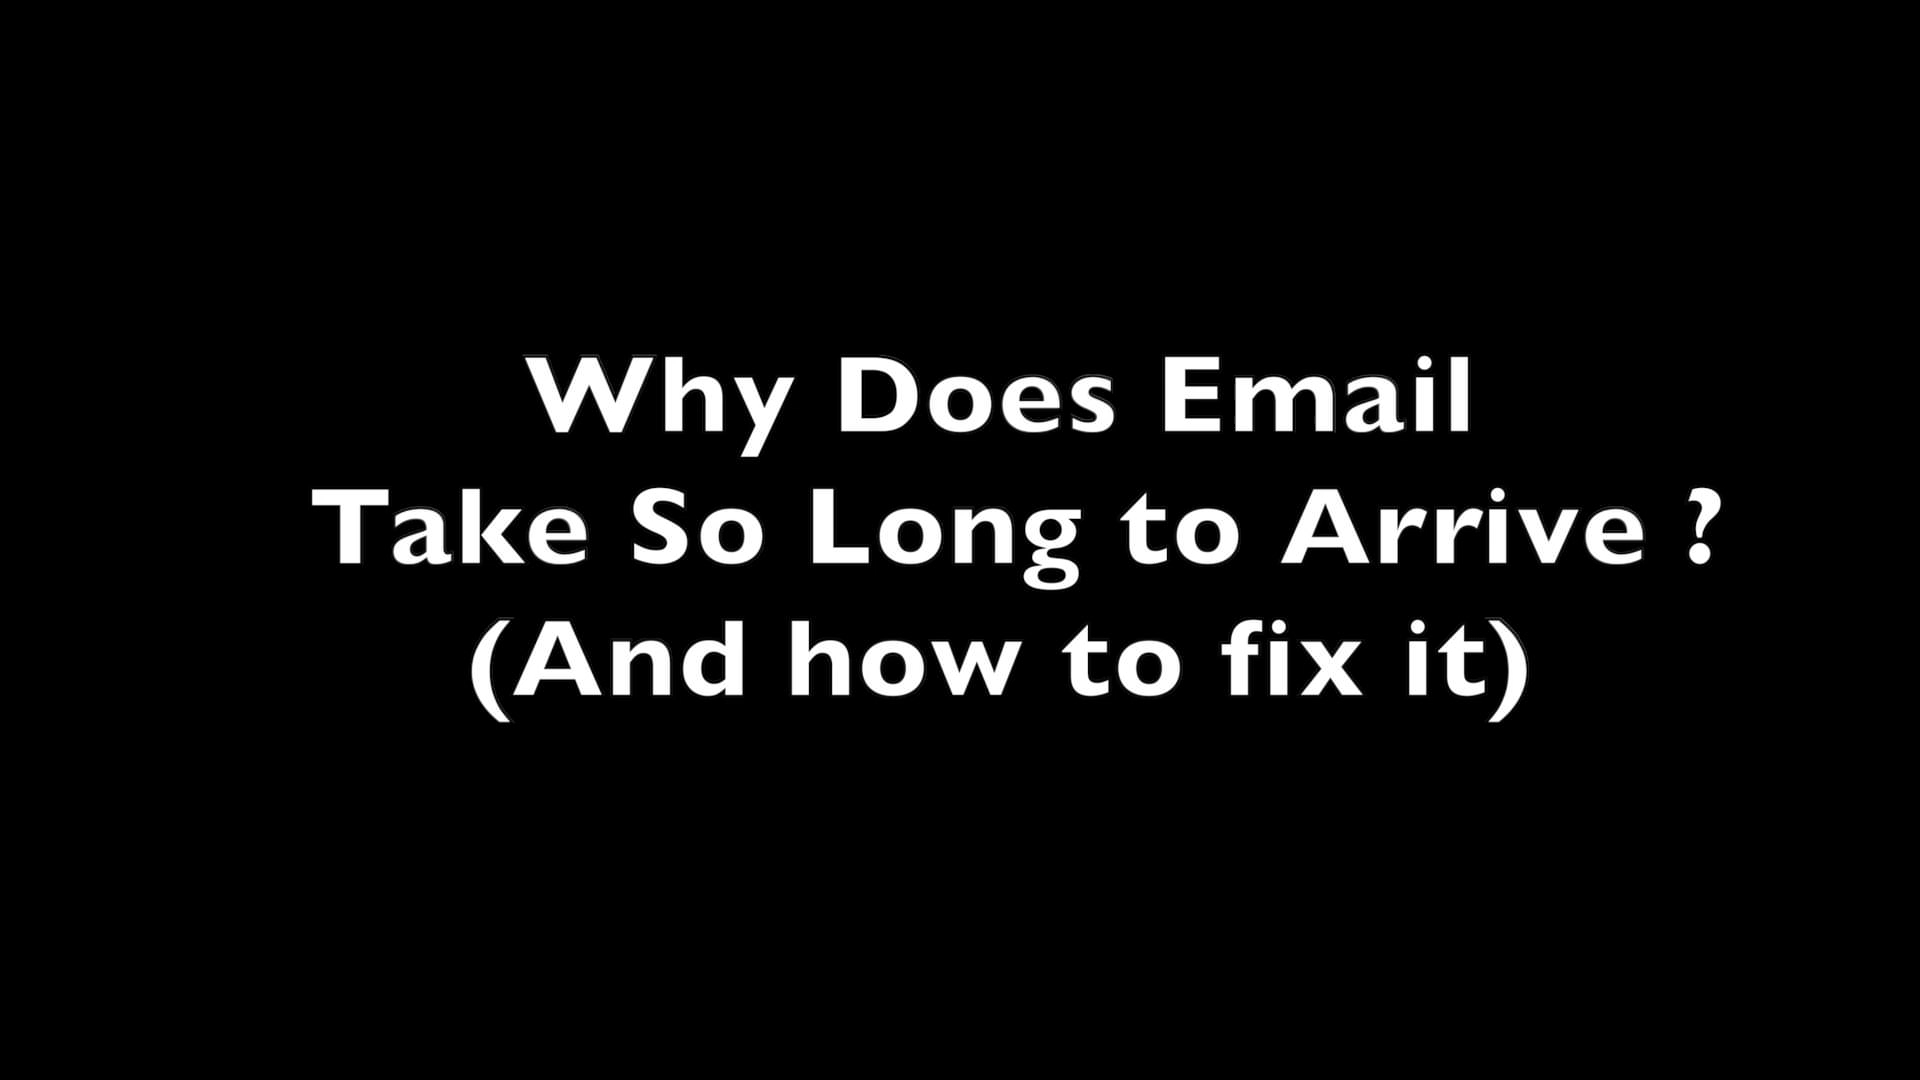 Why Does Email
Take So Long to Arrive ?
(And how to fix it)